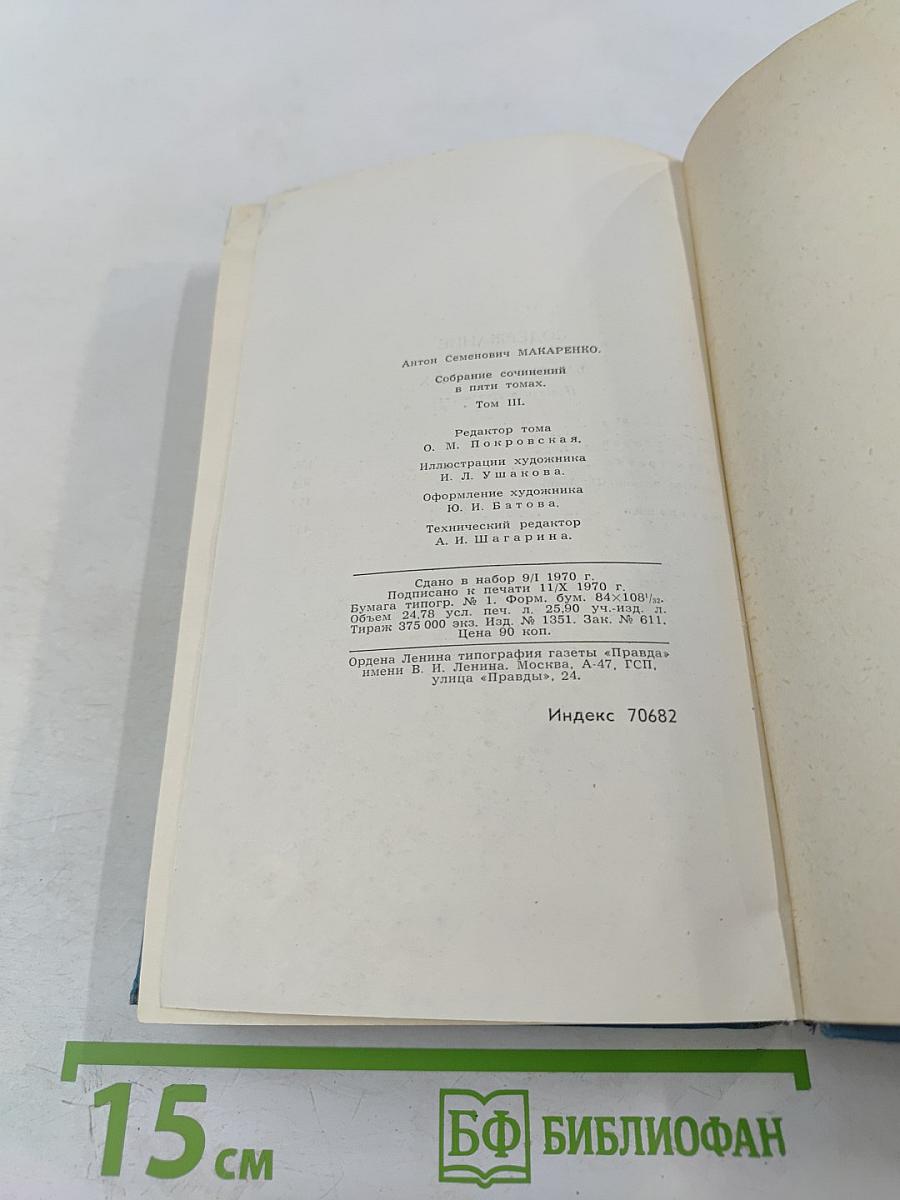 Антон Семенович МАКАРЕНКО.
Собрание сочинений
в пяти томах.
Том III.
Редактор тома
О. М. Покровская.
Иллюстрации художника
И. Л. Ушакова.
Оформление художника
Ю. И. Батова.
Технический редактор
А. И. Шагарина.
Сдано в набор 9/I 1970 г.
Подписано к печати 11/X 1970 г.
Бумага типогр. № 1. Форм. бум. 84×108¹/₃₂.
Объем 24,78 усл. печ. л. 25,90 уч.-изд. л.
Тираж 375 000 экз. Изд. № 1351. Зак. № 611.
Цена 90 коп.
Ордена Ленина типография газеты «Правда»
имени В. И. Ленина. Москва, А-47, ГСП,
улица «Правды», 24.
Индекс 70682
15 см
БФ БИБЛИОФАН